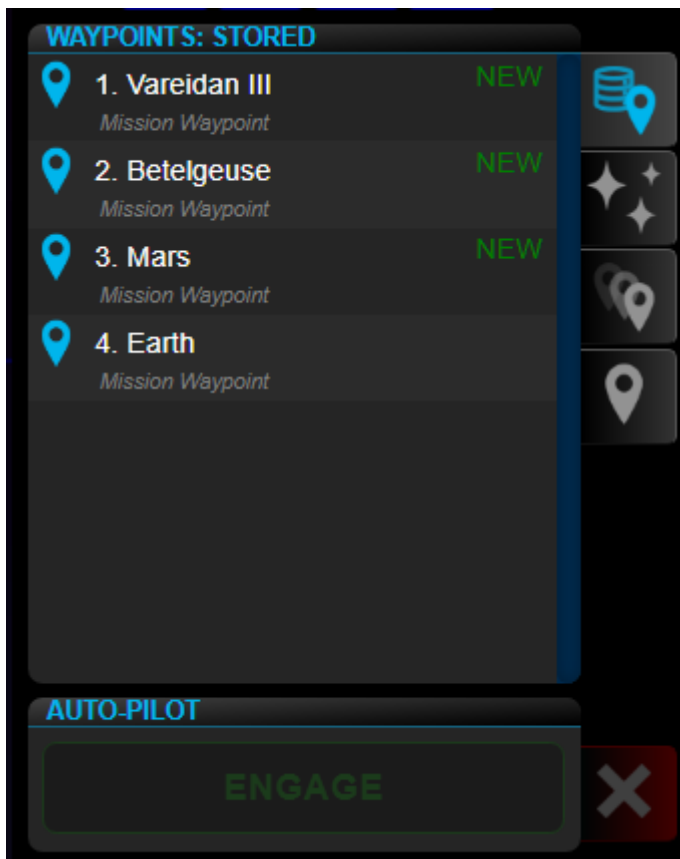 WAYPOINTS: STORED
1. Vareidan III NEW
Mission Waypoint
2. Betelgeuse NEW
Mission Waypoint
3. Mars NEW
Mission Waypoint
4. Earth
Mission Waypoint
AUTO-PILOT
ENGAGE